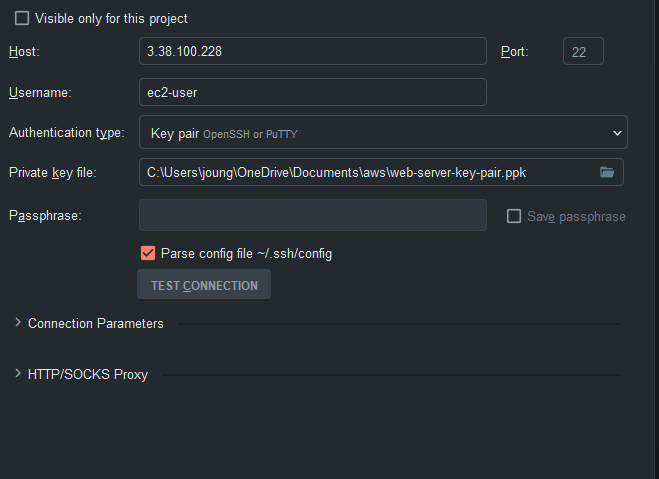 Visible only for this project
Host: 3.38.100.228 Port: 22
Username: ec2-user
Authentication type: Key pair OpenSSH or PuTTY
Private key file: C:\Users\joung\OneDrive\Documents\aws\web-server-key-pair.ppk
Passphrase: Save passphrase
Parse config file ~/.ssh/config
TEST CONNECTION
Connection Parameters
HTTP/SOCKS Proxy